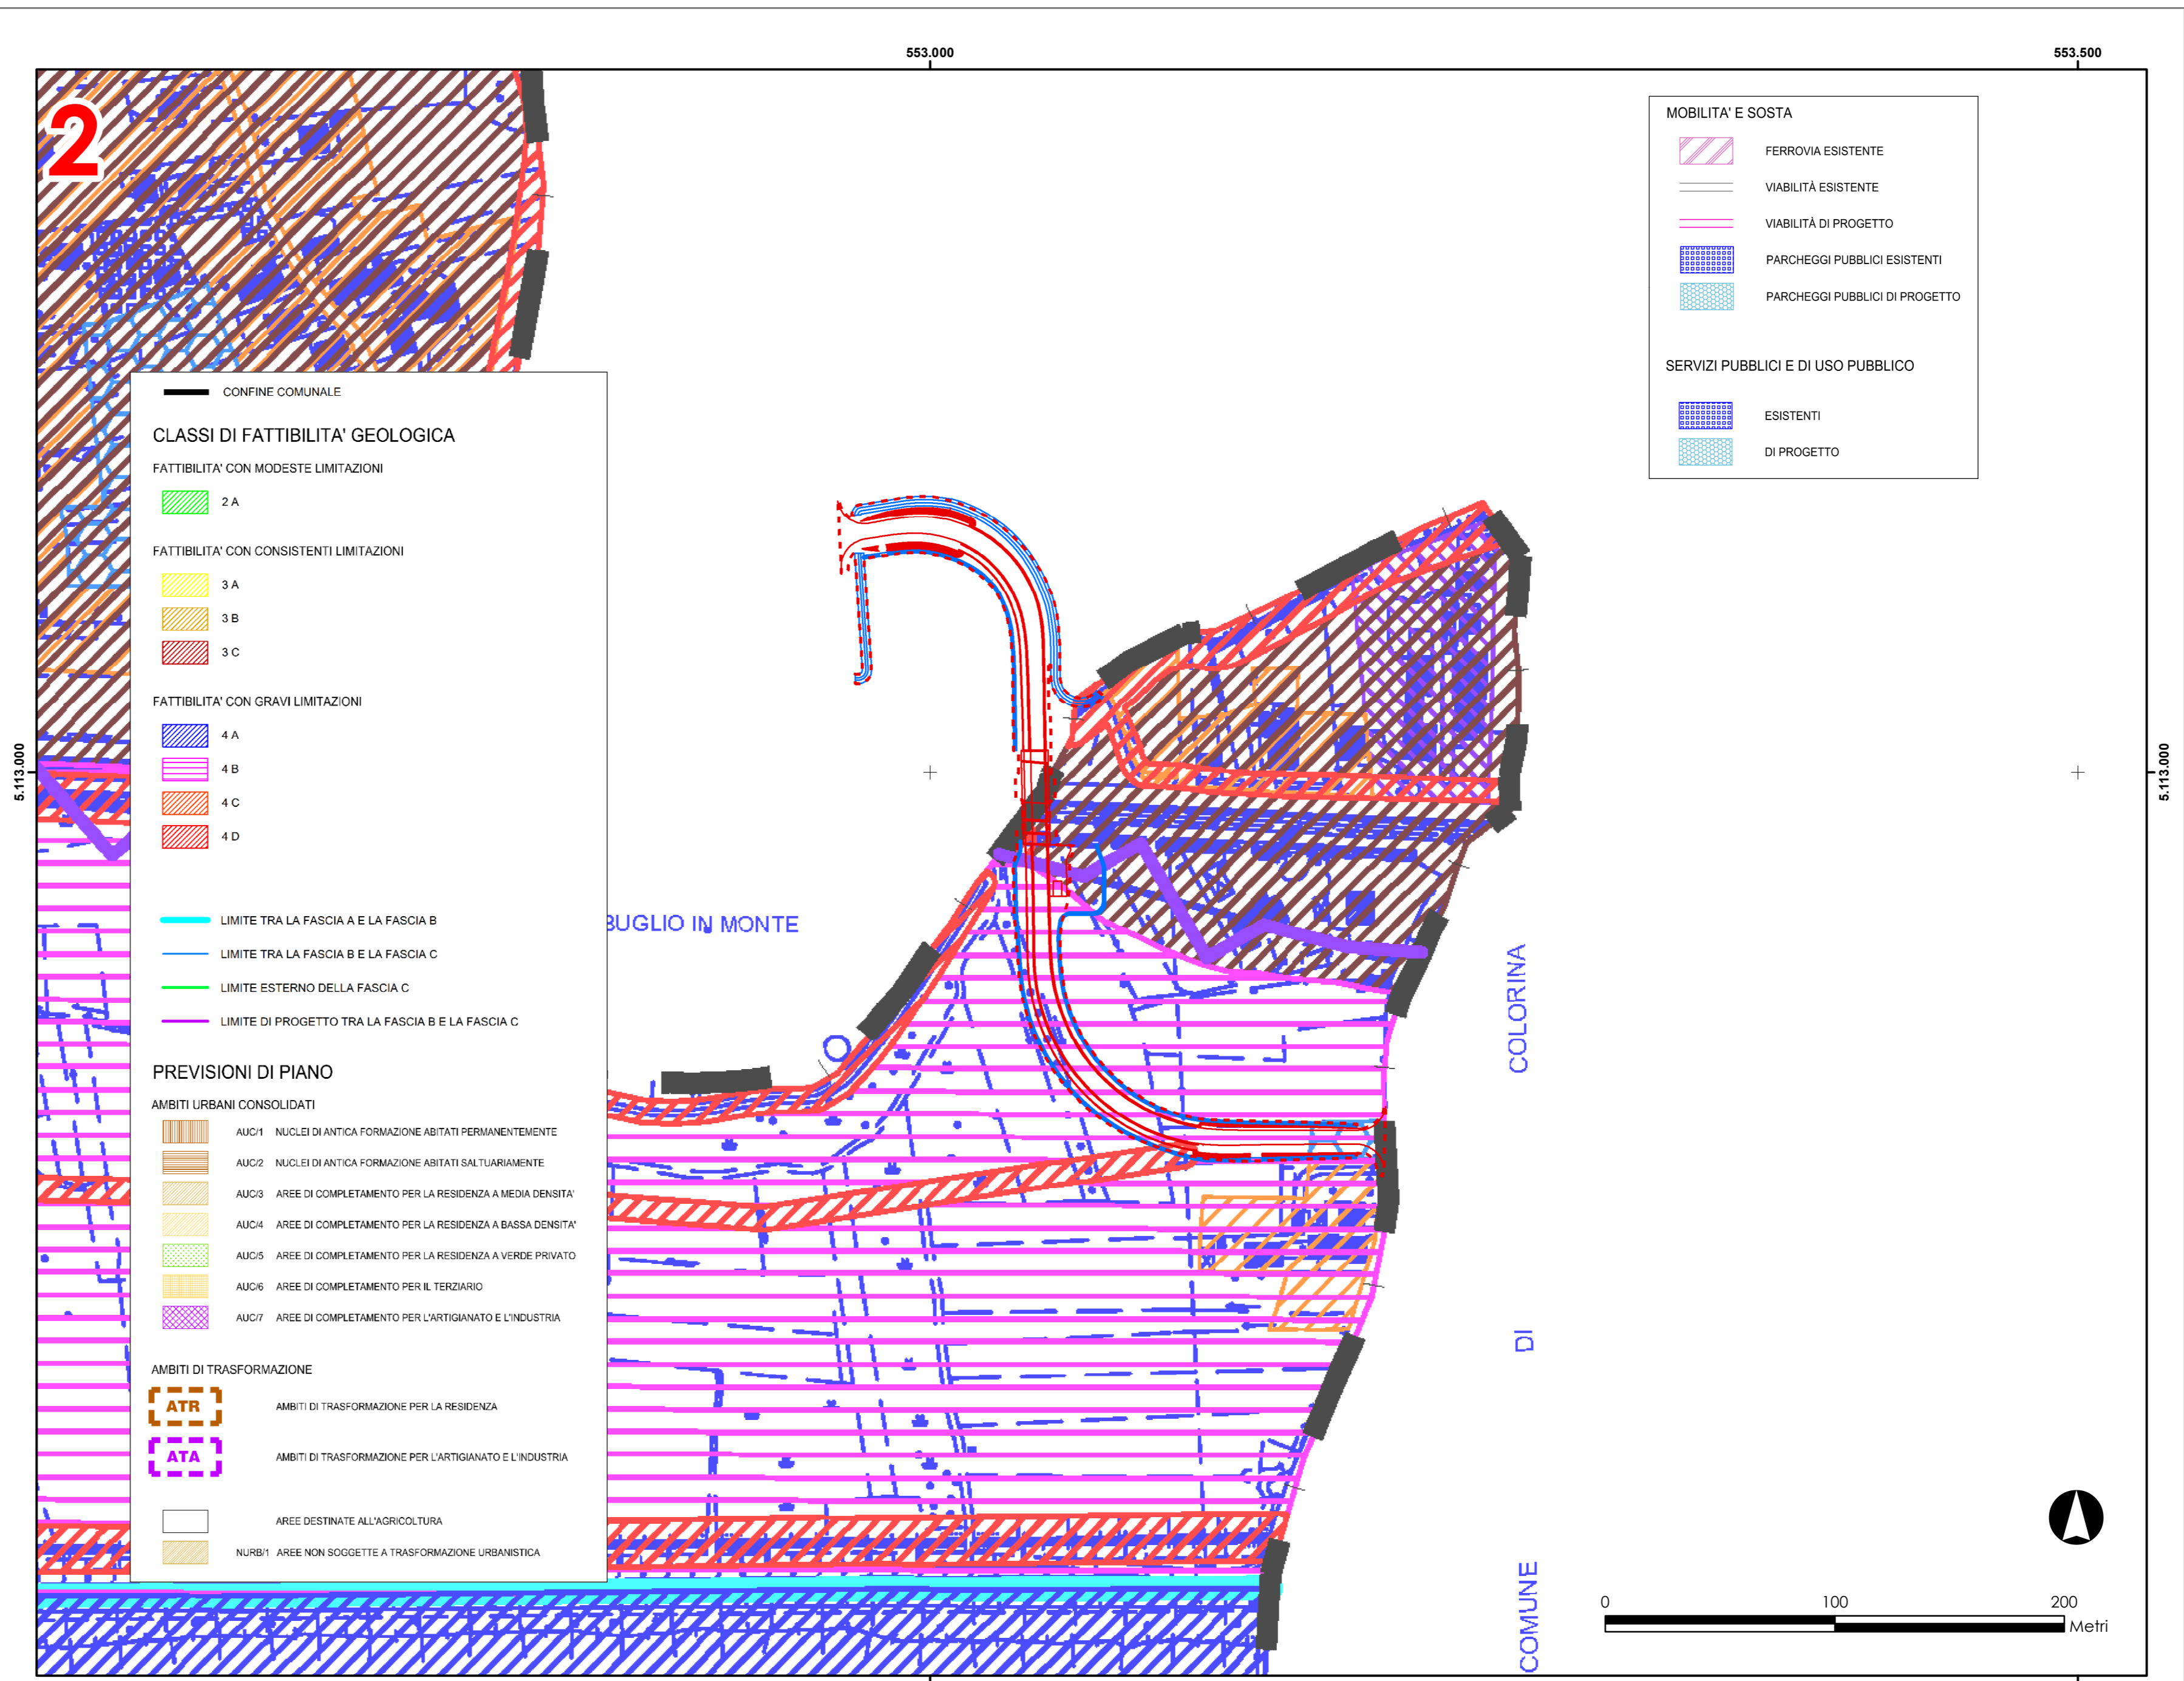 553.000
553.500
2
MOBILITA' E SOSTA
FERROVIA ESISTENTE
VIABILITÀ ESISTENTE
VIABILITÀ DI PROGETTO
PARCHEGGI PUBBLICI ESISTENTI
PARCHEGGI PUBBLICI DI PROGETTO
SERVIZI PUBBLICI E DI USO PUBBLICO
ESISTENTI
DI PROGETTO
CONFINE COMUNALE
CLASSI DI FATTIBILITA' GEOLOGICA
FATTIBILITA' CON MODESTE LIMITAZIONI
2 A
FATTIBILITA' CON CONSISTENTI LIMITAZIONI
3 A
3 B
3 C
FATTIBILITA' CON GRAVI LIMITAZIONI
4 A
4 B
4 C
4 D
LIMITE TRA LA FASCIA A E LA FASCIA B
LIMITE TRA LA FASCIA B E LA FASCIA C
LIMITE ESTERNO DELLA FASCIA C
LIMITE DI PROGETTO TRA LA FASCIA B E LA FASCIA C
PREVISIONI DI PIANO
AMBITI URBANI CONSOLIDATI
AUC/1 NUCLEI DI ANTICA FORMAZIONE ABITATI PERMANENTEMENTE
AUC/2 NUCLEI DI ANTICA FORMAZIONE ABITATI SALTUARIAMENTE
AUC/3 AREE DI COMPLETAMENTO PER LA RESIDENZA A MEDIA DENSITA'
AUC/4 AREE DI COMPLETAMENTO PER LA RESIDENZA A BASSA DENSITA'
AUC/5 AREE DI COMPLETAMENTO PER LA RESIDENZA A VERDE PRIVATO
AUC/6 AREE DI COMPLETAMENTO PER IL TERZIARIO
AUC/7 AREE DI COMPLETAMENTO PER L'ARTIGIANATO E L'INDUSTRIA
AMBITI DI TRASFORMAZIONE
ATR AMBITI DI TRASFORMAZIONE PER LA RESIDENZA
ATA AMBITI DI TRASFORMAZIONE PER L'ARTIGIANATO E L'INDUSTRIA
AREE DESTINATE ALL'AGRICOLTURA
NURB/1 AREE NON SOGGETTE A TRASFORMAZIONE URBANISTICA
5.113.000
5.113.000
BUGLIO IN MONTE
O
COMUNE DI COLORINA
0 100 200
Metri